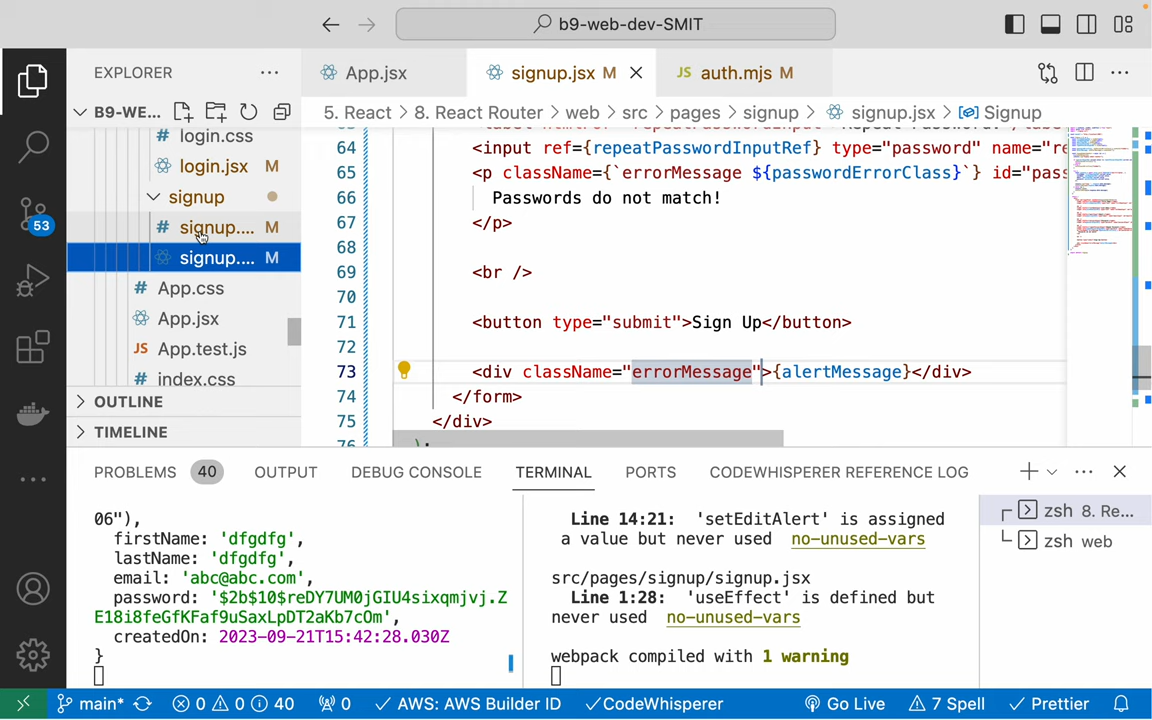 b9-web-dev-SMIT
EXPLORER
App.jsx
signup.jsx M
JS auth.mjs M
B9-WE...
5. React > 8. React Router > web > src > pages > signup > signup.jsx > Signup
# login.css
login.jsx M
signup
# signup.... M
signup.... M
App.css
App.jsx
JS App.test.js
index.css
OUTLINE
TIMELINE
64 <input ref={repeatPasswordInputRef} type="password" name="re
65 <p className={`errorMessage ${passwordErrorClass}`} id="pass
66 Passwords do not match!
67 </p>
68
69 <br />
70
71 <button type="submit">Sign Up</button>
72
73 <div className="errorMessage">{alertMessage}</div>
74 </form>
75 </div>
76 );
53
PROBLEMS 40 OUTPUT DEBUG CONSOLE TERMINAL PORTS CODEWHISPERER REFERENCE LOG
06"),
firstName: 'dfgdfg',
lastName: 'dfgdfg',
email: 'abc@abc.com',
password: '$2b$10$reDY7UM0jGIU4sixqmjvj.Z
E18i8feGfKFaf9uSaxLpDT2aKb7cOm',
createdOn: 2023-09-21T15:42:28.030Z
}
Line 14:21: 'setEditAlert' is assigned
a value but never used no-unused-vars
src/pages/signup/signup.jsx
Line 1:28: 'useEffect' is defined but
never used no-unused-vars
webpack compiled with 1 warning
zsh 8. Re...
zsh web
main* 0 0 40 0 AWS: AWS Builder ID CodeWhisperer Go Live 7 Spell Prettier